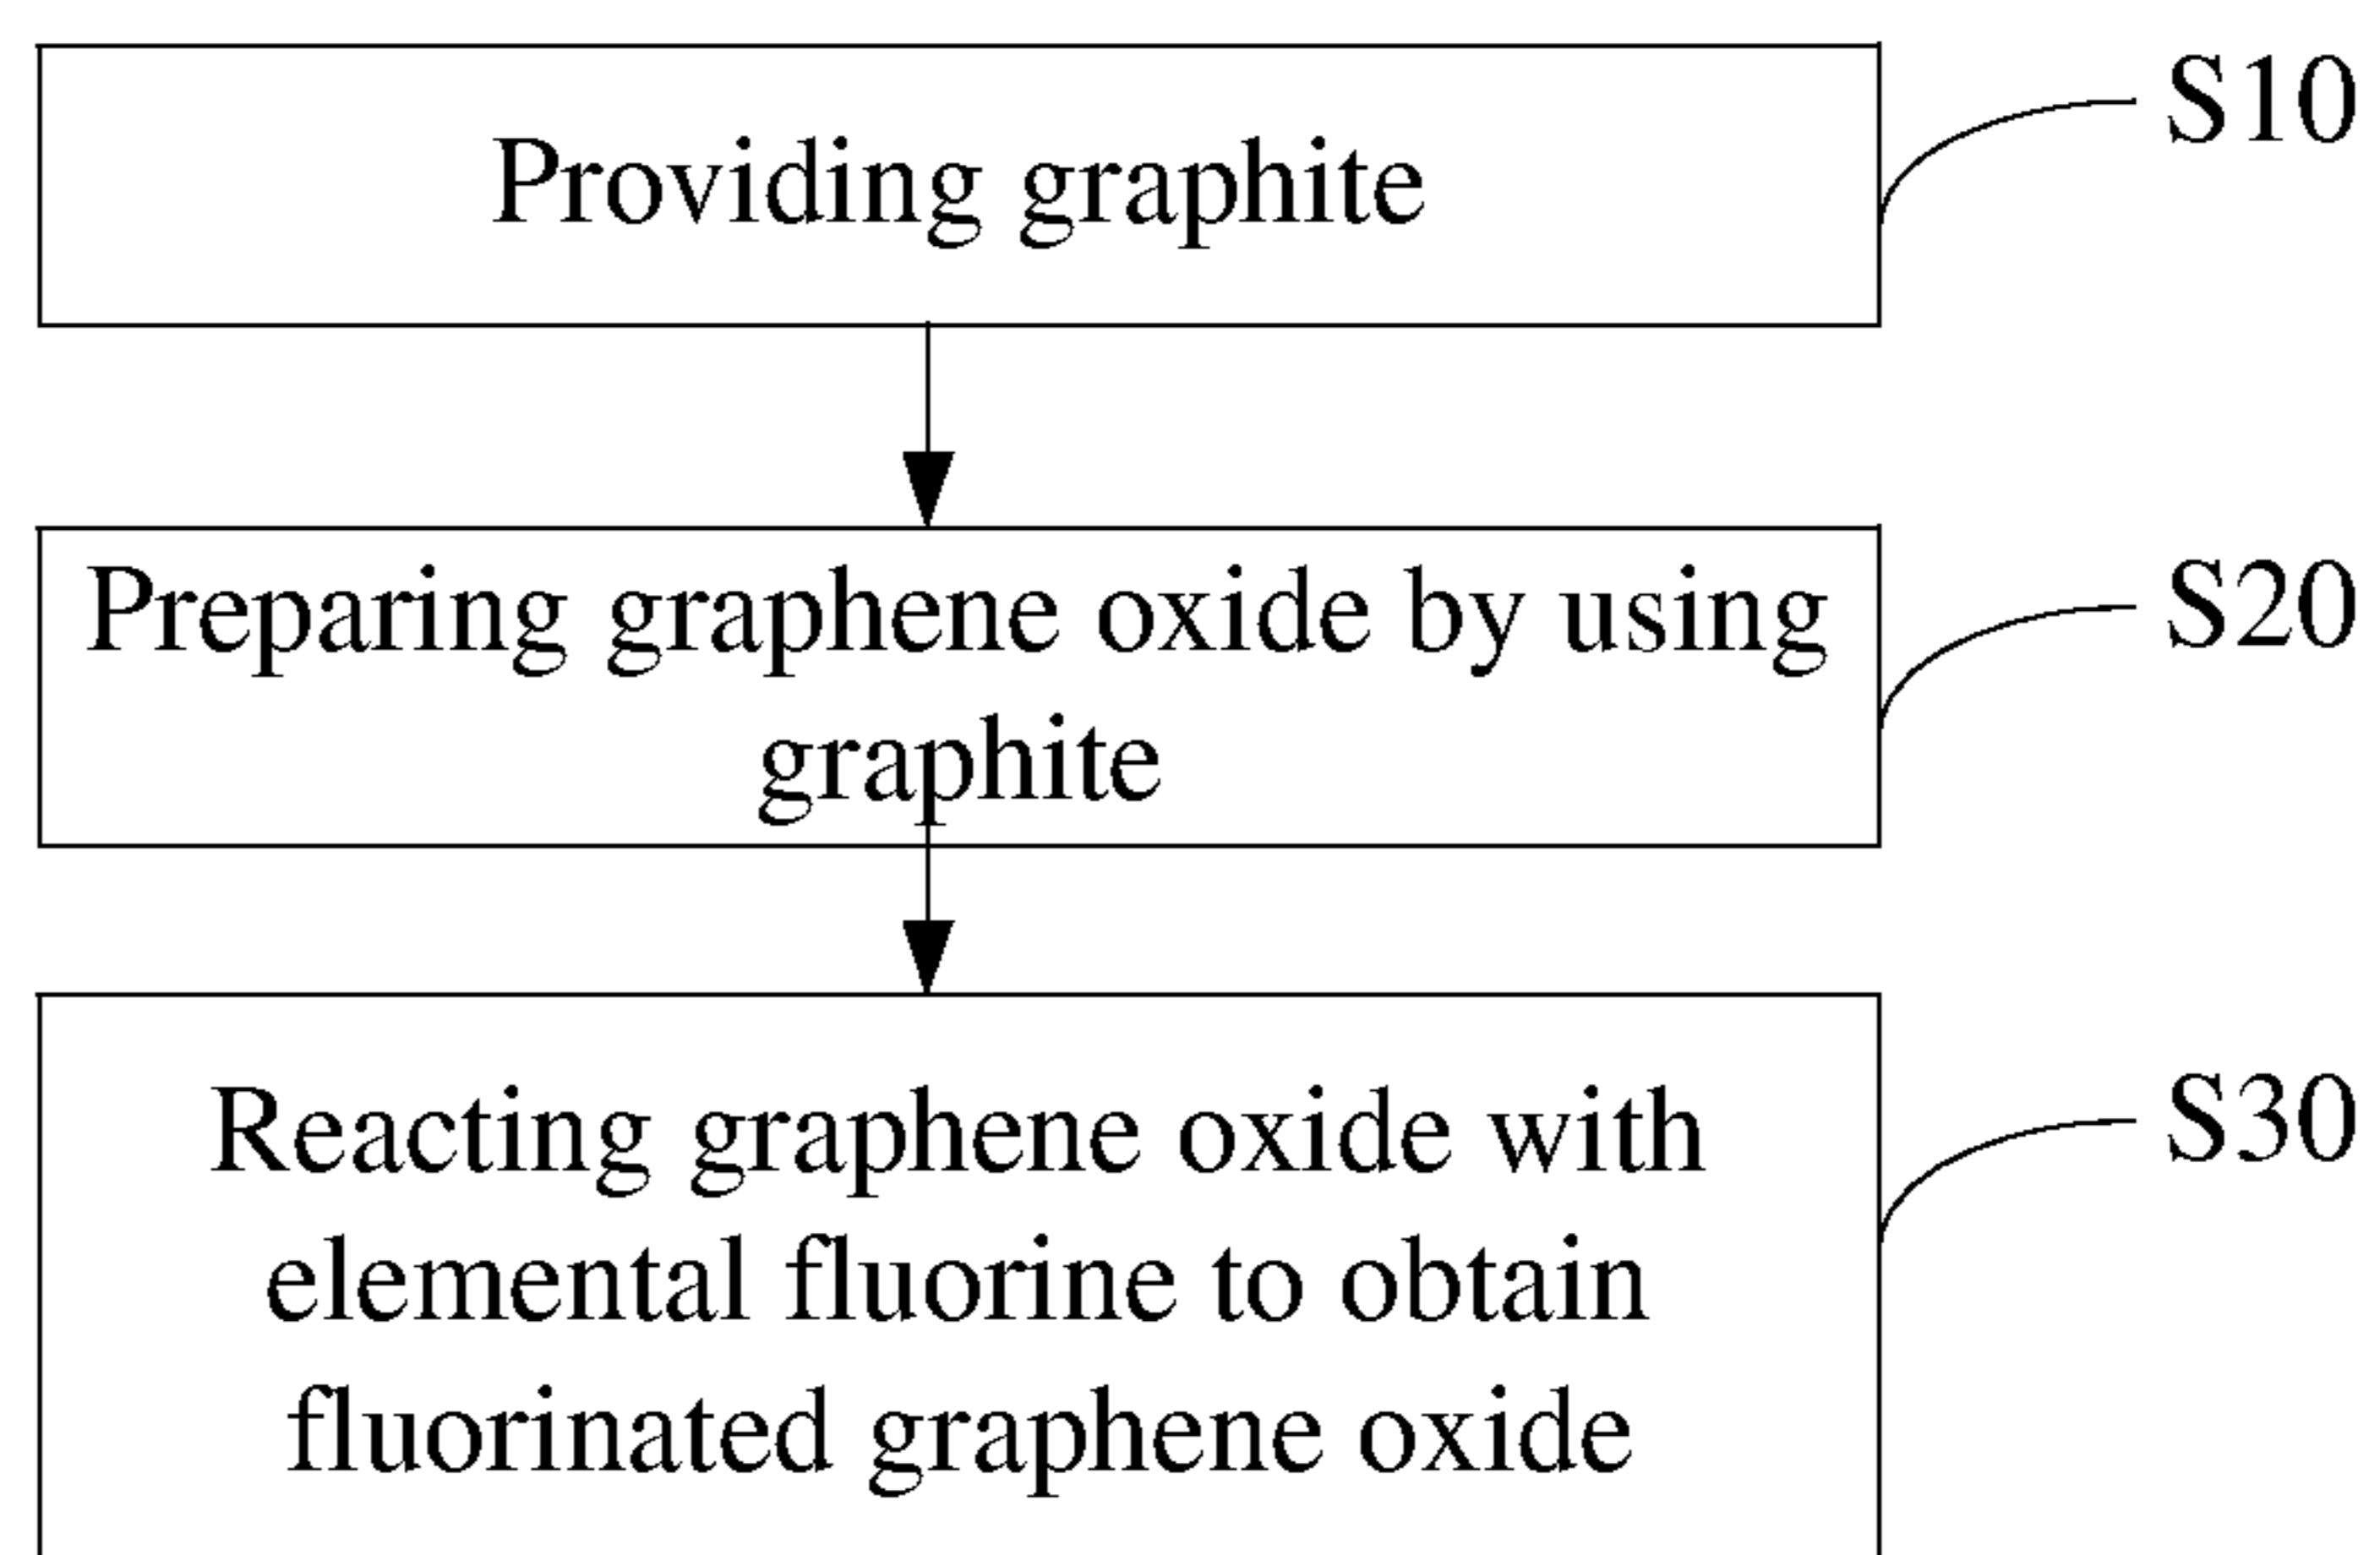 Providing graphite
S10
Preparing graphene oxide by using
graphite
S20
Reacting graphene oxide with
elemental fluorine to obtain
fluorinated graphene oxide
S30